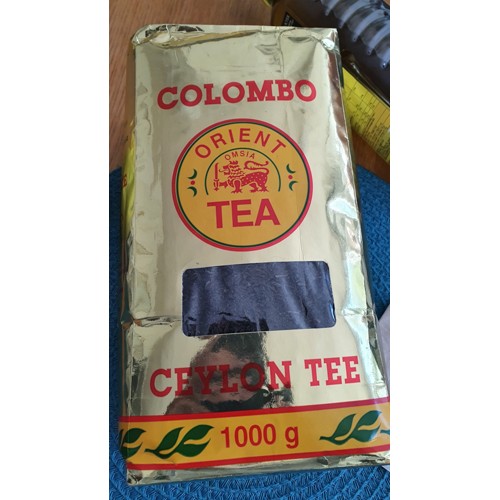 COLOMBO
ORIENT
OMSIA
TEA
CEYLON TEE
1000 g